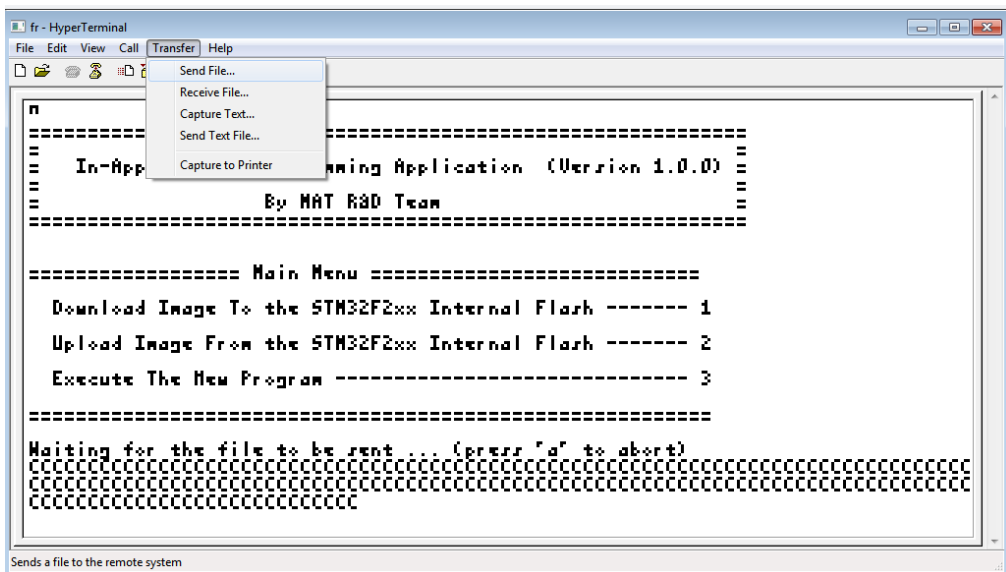 fr - HyperTerminal
File Edit View Call Transfer Help
Send File...
Receive File...
Capture Text...
Send Text File...
Capture to Printer
n
==============================================
In-App mming Application (Version 1.0.0)
By MAT R&D Team
==============================================
================== Main Menu ============================
Download Image To the STM32F2xx Internal Flash ------- 1
Upload Image From the STM32F2xx Internal Flash ------- 2
Execute The New Program ------------------------------ 3
==========================================================
Waiting for the file to be sent ... (press 'a' to abort)
CCCCCCCCCCCCCCCCCCCCCCCCCCCCCCCCCCCCCCCCCCCCCCCCCCCCCCCCCCCCCCCCCCCCCCCCCCCCCCCC
CCCCCCCCCCCCCCCCCCCCCCCCCCCCCCCCCCCCCCCCCCCCCCCCCCCCCCCCCCCCCCCCCCCCCCCCCCCCCCCC
CCCCCCCCCCCCCCCCCCCCCCCCCCCC
Sends a file to the remote system